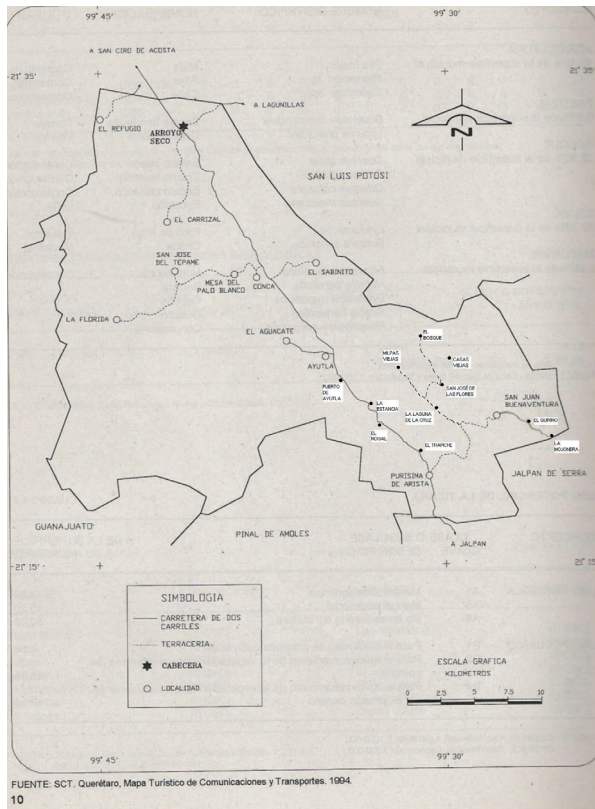 99° 45'
99° 30'
A SAN CIRO DE ACOSTA
21° 35'
21° 35'
A LAGUNILLAS
EL REFUGIO
ARROYO
SECO
N
SAN LUIS POTOSI
EL CARRIZAL
SAN JOSE
DEL TEPAME
EL SABINITO
MESA DEL
PALO BLANCO
CONCA
LA FLORIDA
EL AGUACATE
AYUTLA
EL
BOSQUE
MILPAS
VIEJAS
CASAS
VIEJAS
PUERTO
DE
AYUTLA
SAN JOSÉ DE
LAS FLORES
LA
ESTANCIA
LA LAGUNA
DE LA CRUZ
SAN JUAN
BUENAVENTURA
EL QUIRINO
EL
NOGAL
LA
MOJONERA
EL TRAPICHE
PURISIMA
DE ARISTA
JALPAN DE SERRA
GUANAJUATO
PINAL DE AMOLES
A JALPAN
21° 15'
21° 15'
SIMBOLOGIA
CARRETERA DE DOS
CARRILES
TERRACERIA
CABECERA
LOCALIDAD
ESCALA GRAFICA
KILOMETROS
0 2.5 5 7.5 10
99° 45'
99° 30'
FUENTE: SCT. Querétaro, Mapa Turístico de Comunicaciones y Transportes. 1994.
10